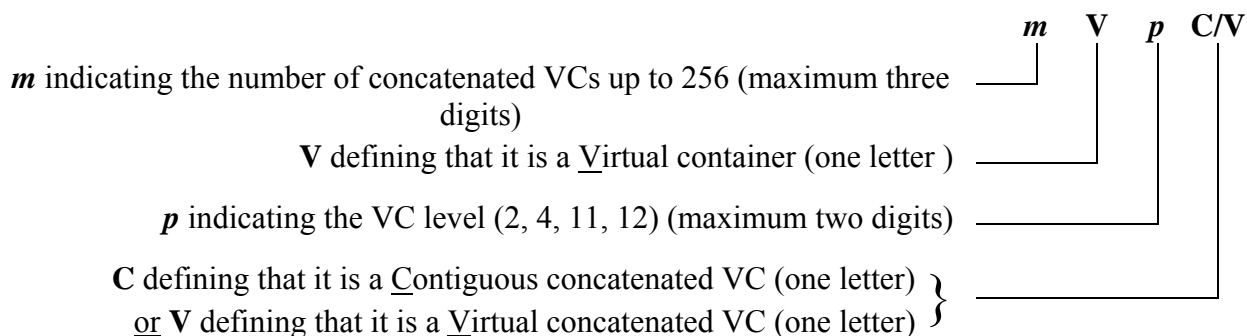 m V p C/V
m indicating the number of concatenated VCs up to 256 (maximum three
digits)
V defining that it is a Virtual container (one letter )
p indicating the VC level (2, 4, 11, 12) (maximum two digits)
C defining that it is a Contiguous concatenated VC (one letter)
or V defining that it is a Virtual concatenated VC (one letter)